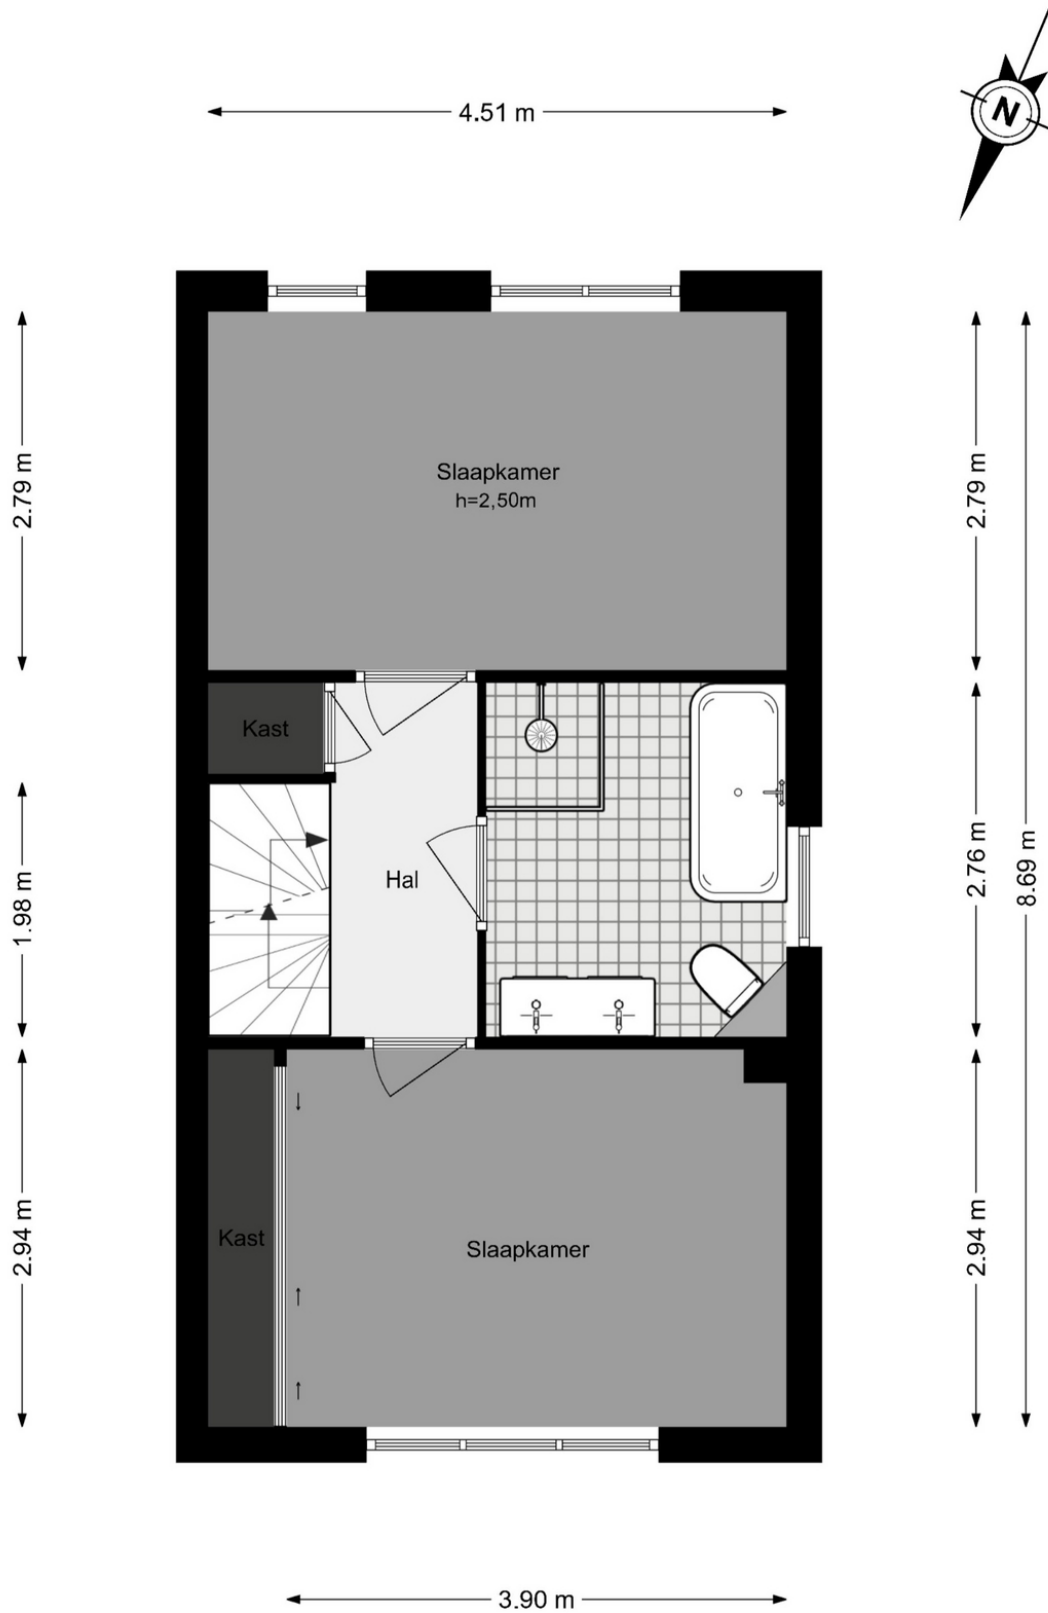 4.51 m
N
Slaapkamer
h=2,50m
2.79 m
2.79 m
Kast
Hal
1.98 m
2.76 m
8.69 m
Kast
Slaapkamer
2.94 m
2.94 m
3.90 m